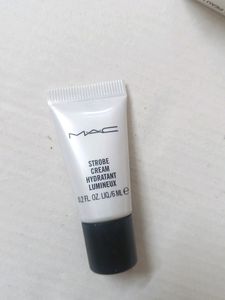 MAC
STROBE
CREAM
HYDRATANT
LUMINEUX
0.2 FL. OZ. LIQ./6 ML ℮